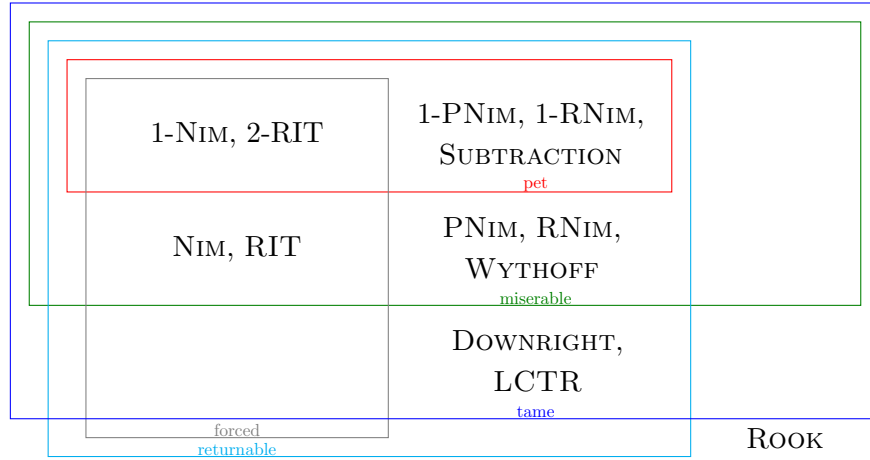 1-Nim, 2-RIT
1-PNim, 1-RNim,
Subtraction
pet
Nim, RIT
PNim, RNim,
Wythoff
miserable
Downright,
LCTR
tame
forced
returnable
Rook